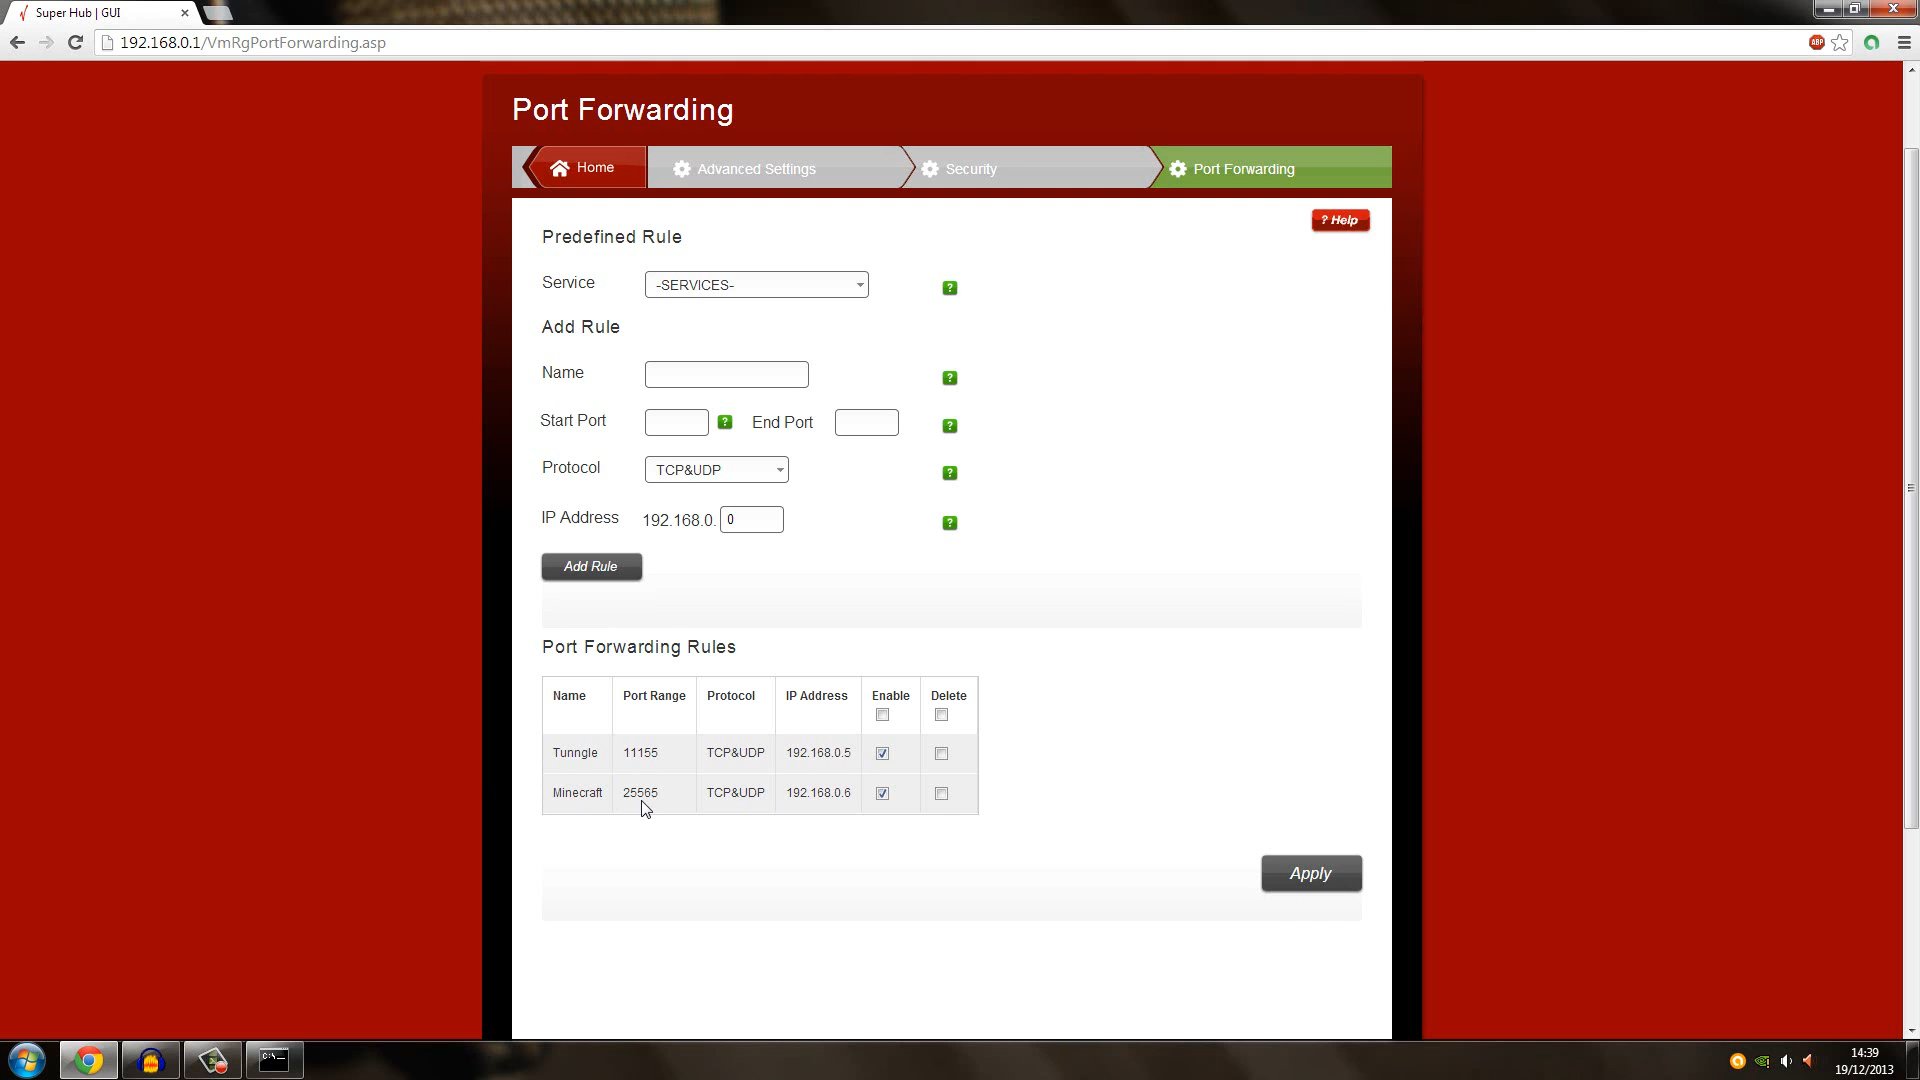 Super Hub | GUI
192.168.0.1/VmRgPortForwarding.asp
ABP
Port Forwarding
Home
Advanced Settings
Security
Port Forwarding
? Help
Predefined Rule
Service
-SERVICES-
?
Add Rule
Name
?
Start Port
?
End Port
?
Protocol
TCP&UDP
?
IP Address
192.168.0.
0
?
Add Rule
Port Forwarding Rules
Name Port Range Protocol IP Address Enable Delete
Tunngle 11155 TCP&UDP 192.168.0.5
Minecraft 25565 TCP&UDP 192.168.0.6
Apply
C:\
14:39
19/12/2013